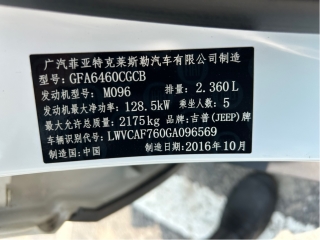 广汽菲亚特克莱斯勒汽车有限公司制造
型号:GFA6460CGCB
发动机型号:M096 排量:2.360L
发动机最大净功率:128.5kW 乘坐人数:5
最大允许总质量:2175kg 品牌:吉普(JEEP)牌
车辆识别代号:LWVCAF760GA096569
制造国:中国 制造日期:2016年10月